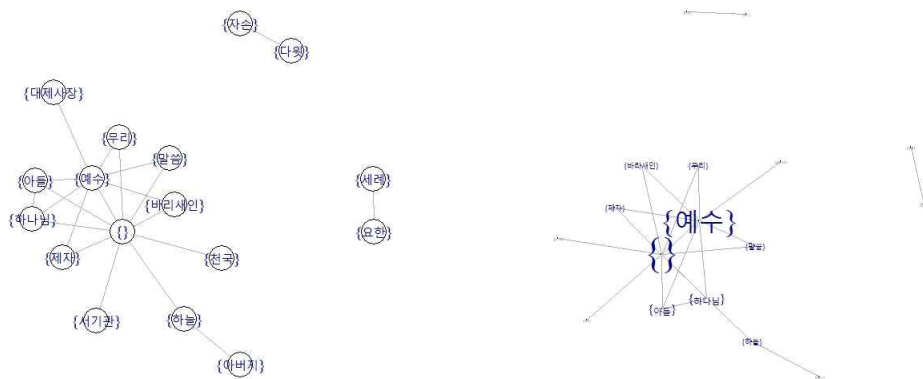 {자손}
{다윗}
{대제사장}
{우리}
{말씀}
{아들}
{예수}
{세례}
{바리새인}
{하나님}
{}
{요한}
{제자}
{천국}
{서기관}
{하늘}
{아버지}
{바리새인}
{우리}
{제자}
{예수}
{}
{말씀}
{하나님}
{아들}
{하늘}